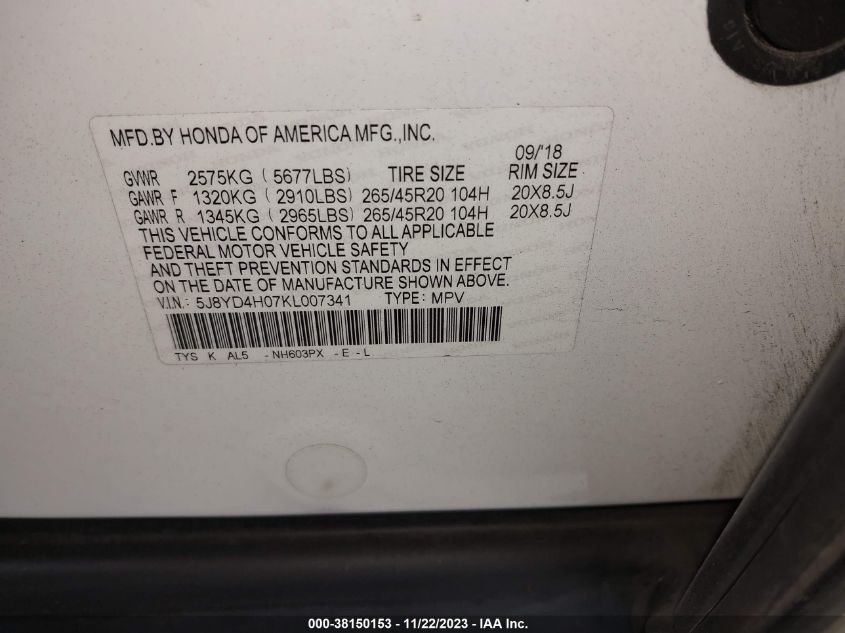 MFD.BY HONDA OF AMERICA MFG.,INC.
09/'18
GVWR 2575KG ( 5677LBS) TIRE SIZE RIM SIZE
GAWR F 1320KG ( 2910LBS) 265/45R20 104H 20X8.5J
GAWR R 1345KG ( 2965LBS) 265/45R20 104H 20X8.5J
THIS VEHICLE CONFORMS TO ALL APPLICABLE
FEDERAL MOTOR VEHICLE SAFETY
AND THEFT PREVENTION STANDARDS IN EFFECT
ON THE DATE OF MANUFACTURE SHOWN ABOVE.
V.I.N.: 5J8YD4H07KL007341 TYPE: MPV
TYS K AL5 -NH603PX -E-L
000-38150153 - 11/22/2023 - IAA Inc.